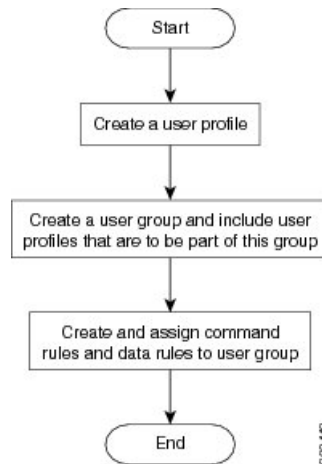 Start
Create a user profile
Create a user group and include user
profiles that are to be part of this group
Create and assign command
rules and data rules to user group
End